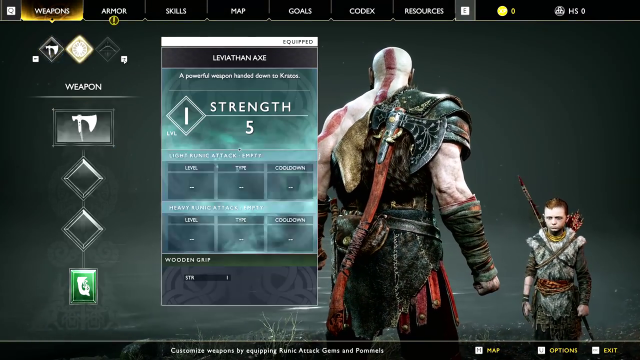 Q WEAPONS ARMOR SKILLS MAP GOALS CODEX RESOURCES E 0 HS 0
EQUIPPED
LEVIATHAN AXE
A powerful weapon handed down to Kratos.
WEAPON
I
LVL
STRENGTH
5
LIGHT RUNIC ATTACK - EMPTY
LEVEL TYPE COOLDOWN
-- -- --
HEAVY RUNIC ATTACK - EMPTY
LEVEL TYPE COOLDOWN
-- -- --
WOODEN GRIP
STR 1
Customize weapons by equipping Runic Attack Gems and Pommels
MAP OPTIONS EXIT